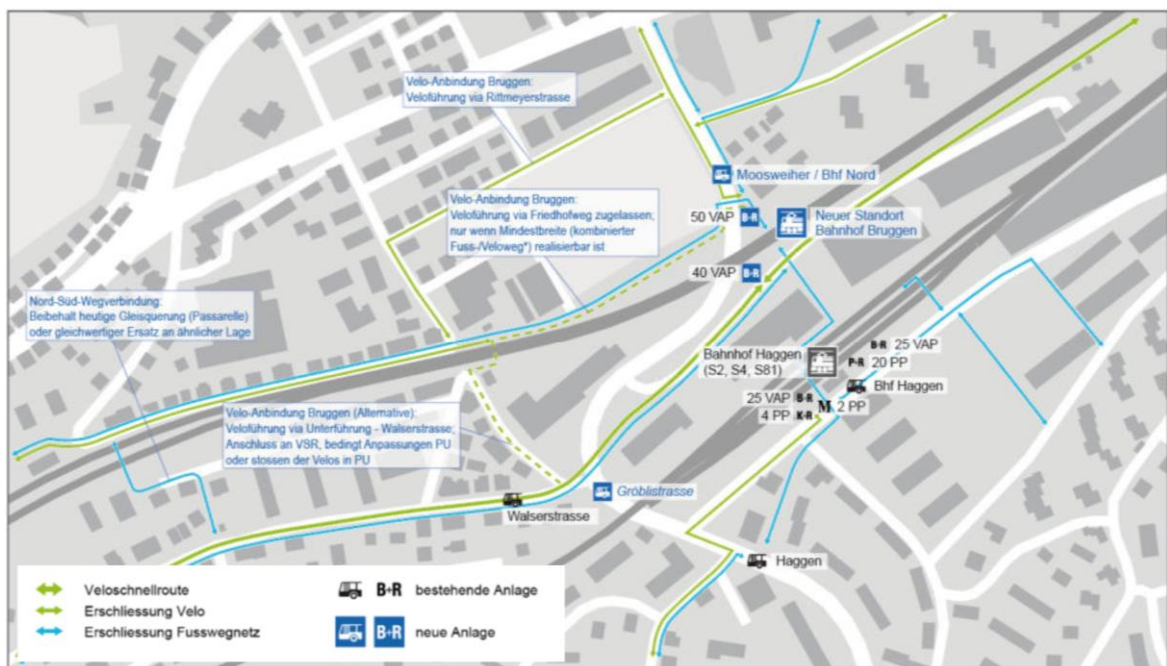 Velo-Anbindung Bruggen:
Veloführung via Rittmeyerstrasse
Moosweiher / Bhf Nord
Velo-Anbindung Bruggen:
Veloführung via Friedhofweg zugelassen;
nur wenn Mindestbreite (kombinierter
Fuss-/Veloweg*) realisierbar ist
50 VAP B+R
Neuer Standort
Bahnhof Bruggen
40 VAP B+R
Nord-Süd-Wegverbindung:
Beibehalt heutige Gleisquerung (Passarelle)
oder gleichwertiger Ersatz an ähnlicher Lage
Bahnhof Haggen
(S2, S4, S81)
B+R 25 VAP
P+R 20 PP
Bhf Haggen
25 VAP B+R
4 PP K+R
M 2 PP
Velo-Anbindung Bruggen (Alternative):
Veloführung via Unterführung - Walserstrasse;
Anschluss an VSR, bedingt Anpassungen PU
oder stossen der Velos in PU
Gröblistrasse
Walserstrasse
Haggen
Veloschnellroute
Erschliessung Velo
Erschliessung Fusswegnetz
B+R bestehende Anlage
B+R neue Anlage